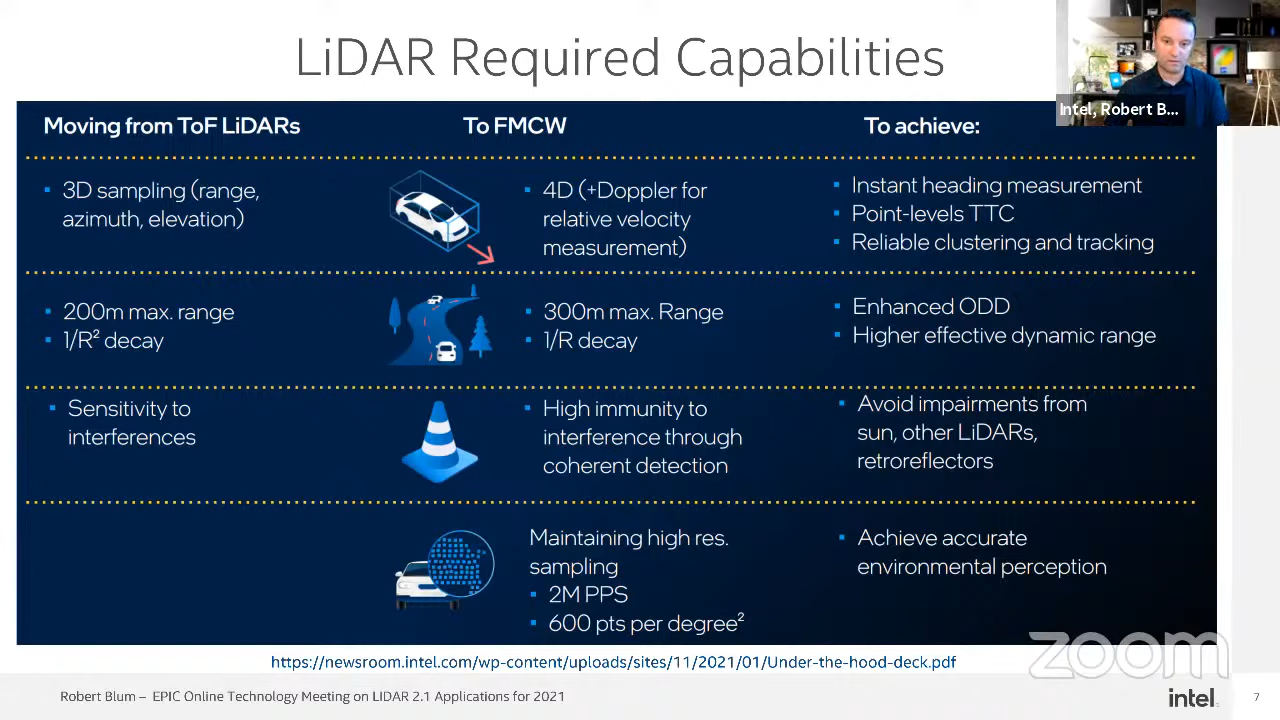 LiDAR Required Capabilities
Intel, Robert B...
Moving from ToF LiDARs
To FMCW
To achieve:
▪ 3D sampling (range,
azimuth, elevation)
▪ 4D (+Doppler for
relative velocity
measurement)
▪ Instant heading measurement
▪ Point-levels TTC
▪ Reliable clustering and tracking
▪ 200m max. range
▪ 1/R² decay
▪ 300m max. Range
▪ 1/R decay
▪ Enhanced ODD
▪ Higher effective dynamic range
▪ Sensitivity to
interferences
▪ High immunity to
interference through
coherent detection
▪ Avoid impairments from
sun, other LiDARs,
retroreflectors
Maintaining high res.
sampling
▪ 2M PPS
▪ 600 pts per degree²
▪ Achieve accurate
environmental perception
zoom
https://newsroom.intel.com/wp-content/uploads/sites/11/2021/01/Under-the-hood-deck.pdf
Robert Blum – EPIC Online Technology Meeting on LIDAR 2.1 Applications for 2021
intel.
7